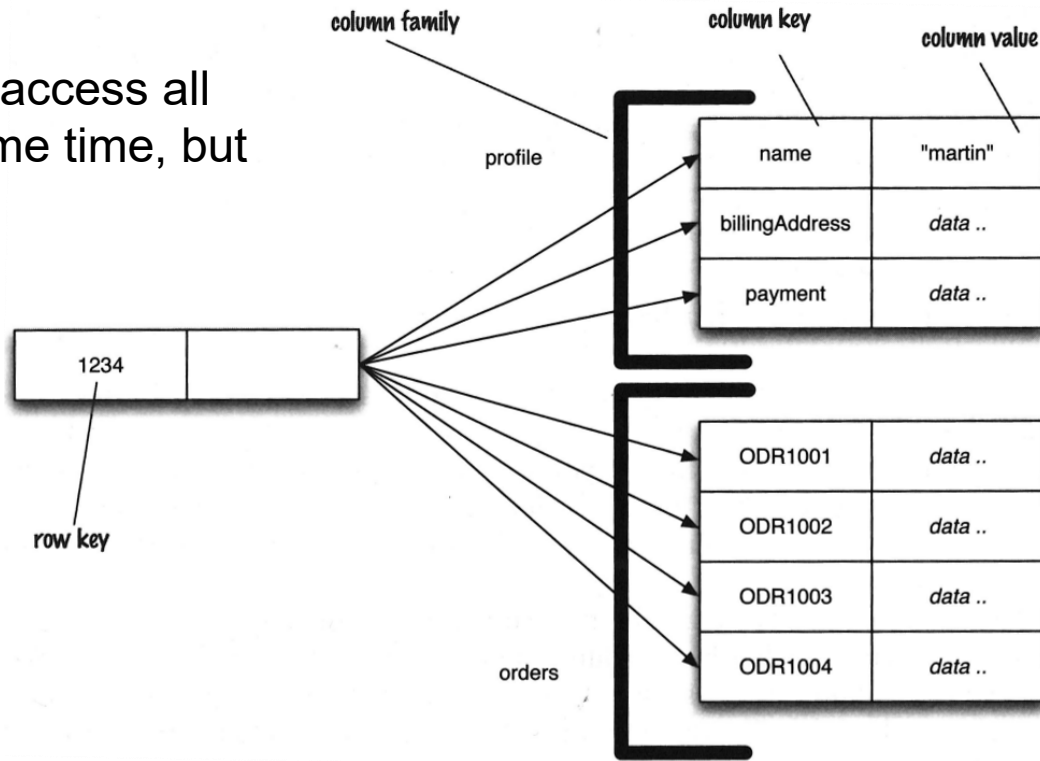 column family
column key
column value
access all
me time, but
profile
name "martin"
billingAddress data ..
payment data ..
1234
row key
ODR1001 data ..
ODR1002 data ..
ODR1003 data ..
ODR1004 data ..
orders